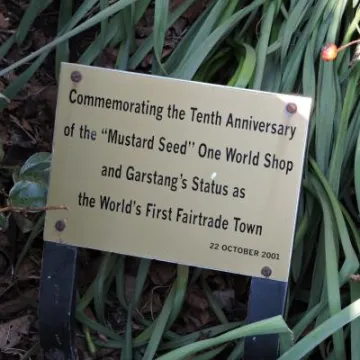 Commemorating the Tenth Anniversary
of the "Mustard Seed" One World Shop
and Garstang's Status as
the World's First Fairtrade Town
22 OCTOBER 2001